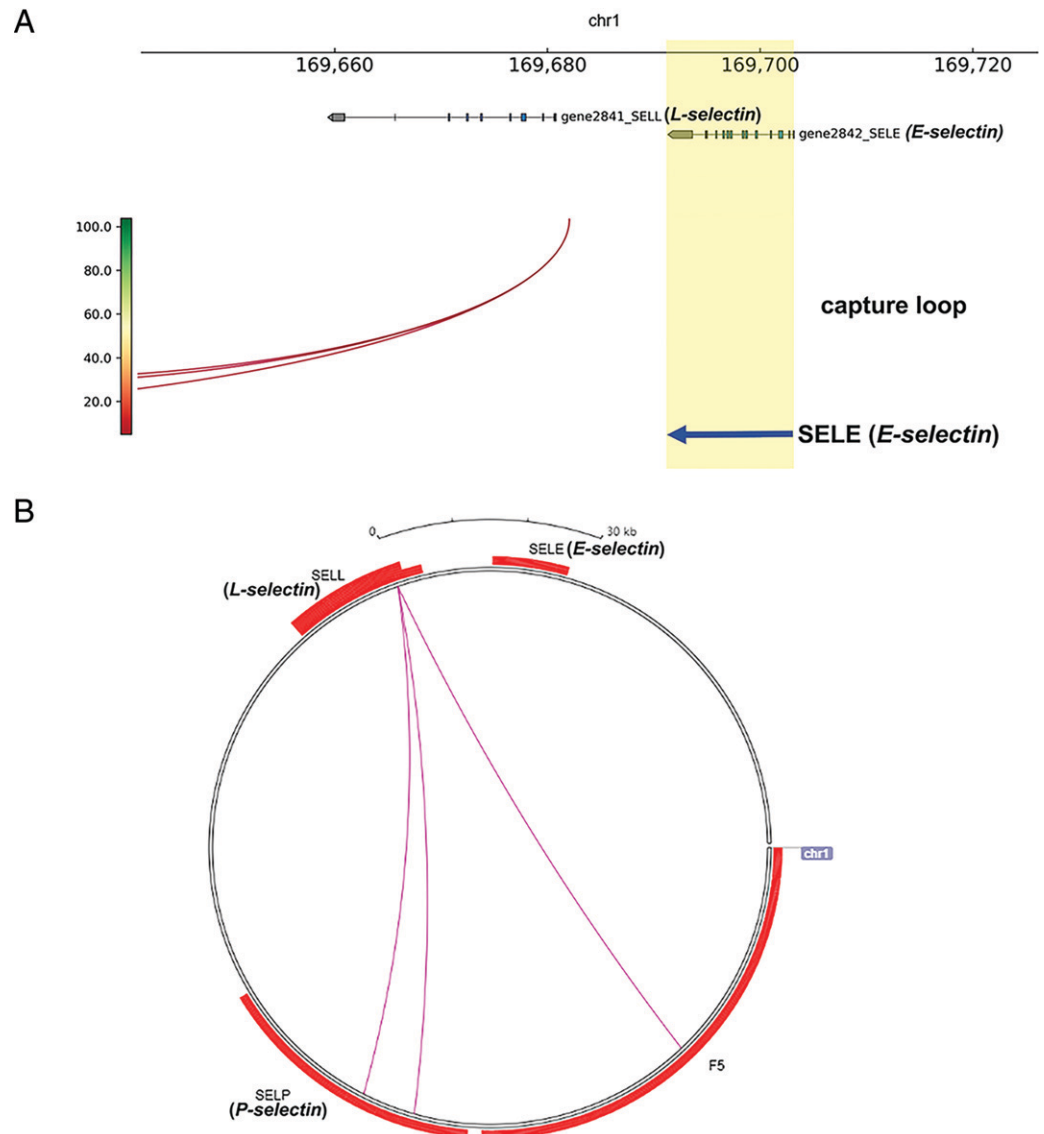 A
chr1
169,660
169,680
169,700
169,720
gene2841_SELL (L-selectin)
gene2842_SELE (E-selectin)
100.0
80.0
60.0
40.0
20.0
capture loop
SELE (E-selectin)
B
0
30 kb
SELE (E-selectin)
SELL
(L-selectin)
chr1
F5
SELP
(P-selectin)